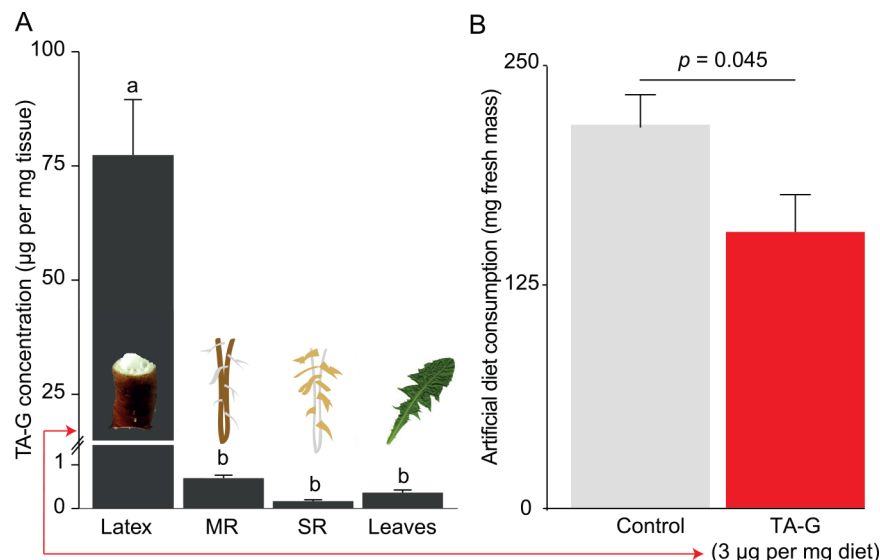 A
TA-G concentration (µg per mg tissue)
100
75
50
25
1
0
a
b
b
b
Latex
MR
SR
Leaves
B
Artificial diet consumption (mg fresh mass)
250
125
0
p = 0.045
Control
TA-G
(3 µg per mg diet)